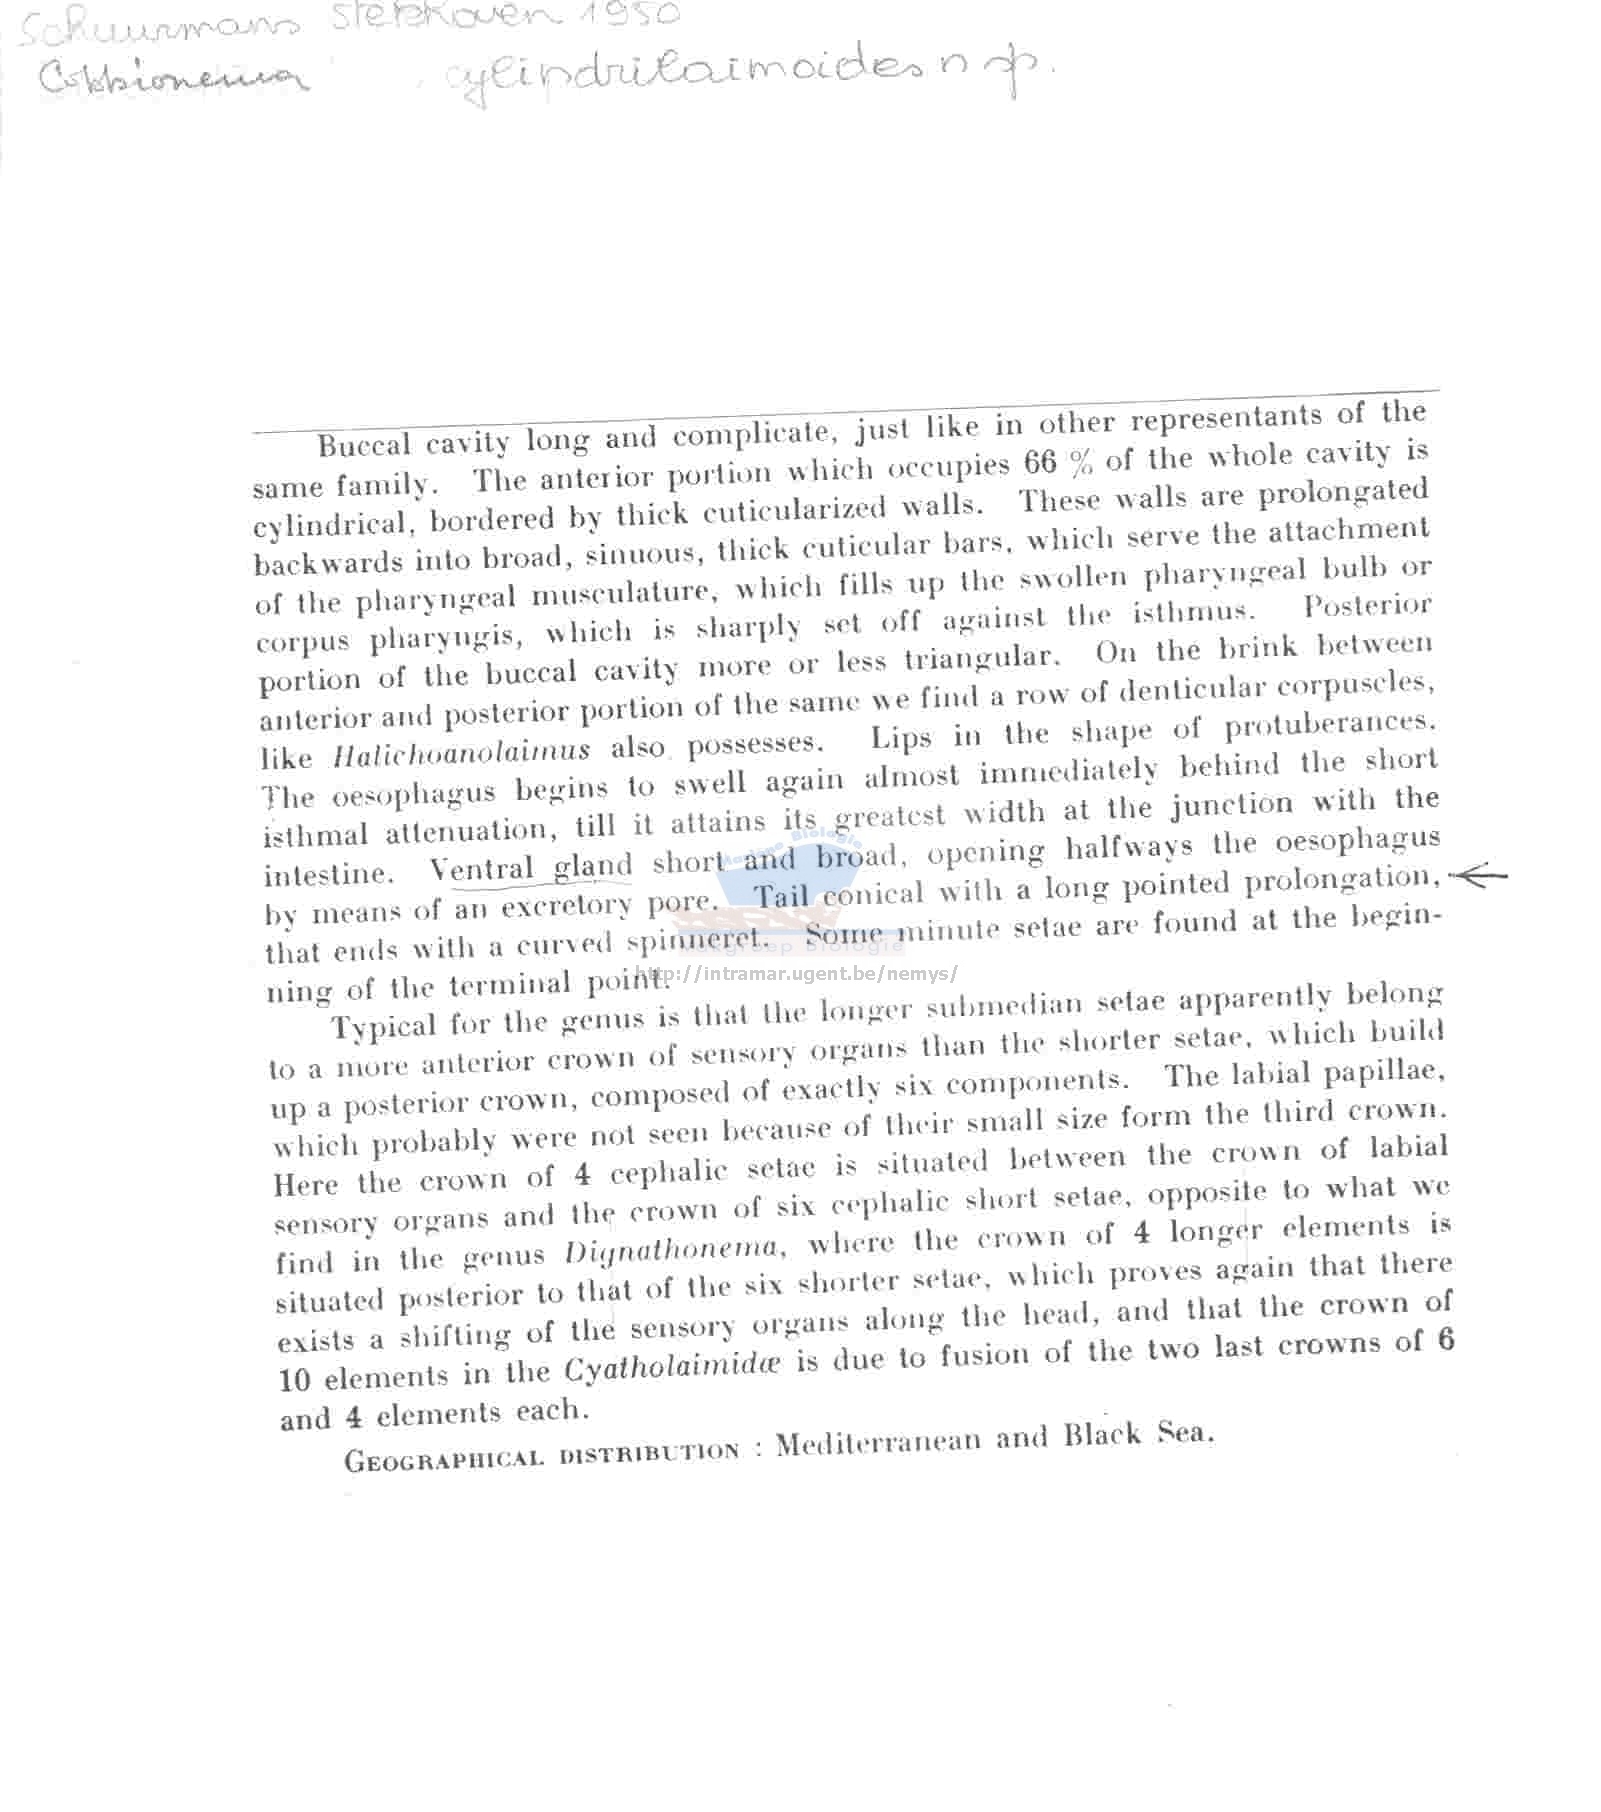 Schuurmans Stekhoven 1950
Cobbionema cylindrilaimoides n sp.
Buccal cavity long and complicate, just like in other representants of the
same family. The anterior portion which occupies 66 % of the whole cavity is
cylindrical, bordered by thick cuticularized walls. These walls are prolongated
backwards into broad, sinuous, thick cuticular bars, which serve the attachment
of the pharyngeal musculature, which fills up the swollen pharyngeal bulb or
corpus pharyngis, which is sharply set off against the isthmus. Posterior
portion of the buccal cavity more or less triangular. On the brink between
anterior and posterior portion of the same we find a row of denticular corpuscles,
like Halichoanolaimus also possesses. Lips in the shape of protuberances.
The oesophagus begins to swell again almost immediately behind the short
isthmal attenuation, till it attains its greatest width at the junction with the
intestine. Ventral gland short and broad, opening halfways the oesophagus
by means of an excretory pore. Tail conical with a long pointed prolongation,
that ends with a curved spinneret. Some minute setae are found at the begin-
ning of the terminal point.
Typical for the genus is that the longer submedian setae apparently belong
to a more anterior crown of sensory organs than the shorter setae, which build
up a posterior crown, composed of exactly six components. The labial papillae,
which probably were not seen because of their small size form the third crown.
Here the crown of 4 cephalic setae is situated between the crown of labial
sensory organs and the crown of six cephalic short setae, opposite to what we
find in the genus Dignathonema, where the crown of 4 longer elements is
situated posterior to that of the six shorter setae, which proves again that there
exists a shifting of the sensory organs along the head, and that the crown of
10 elements in the Cyatholaimidæ is due to fusion of the two last crowns of 6
and 4 elements each.
GEOGRAPHICAL DISTRIBUTION : Mediterranean and Black Sea.
Mariene Biologie
Biologie
http://intramar.ugent.be/nemys/